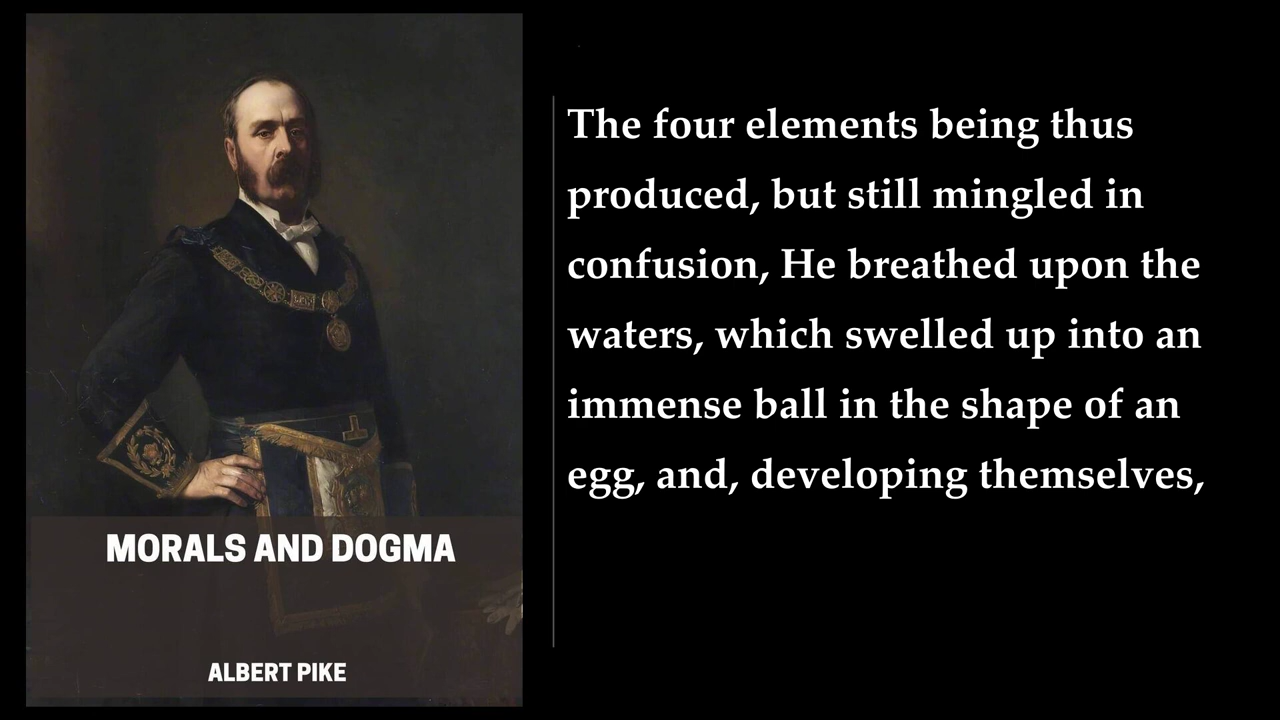 MORALS AND DOGMA
ALBERT PIKE
The four elements being thus
produced, but still mingled in
confusion, He breathed upon the
waters, which swelled up into an
immense ball in the shape of an
egg, and, developing themselves,